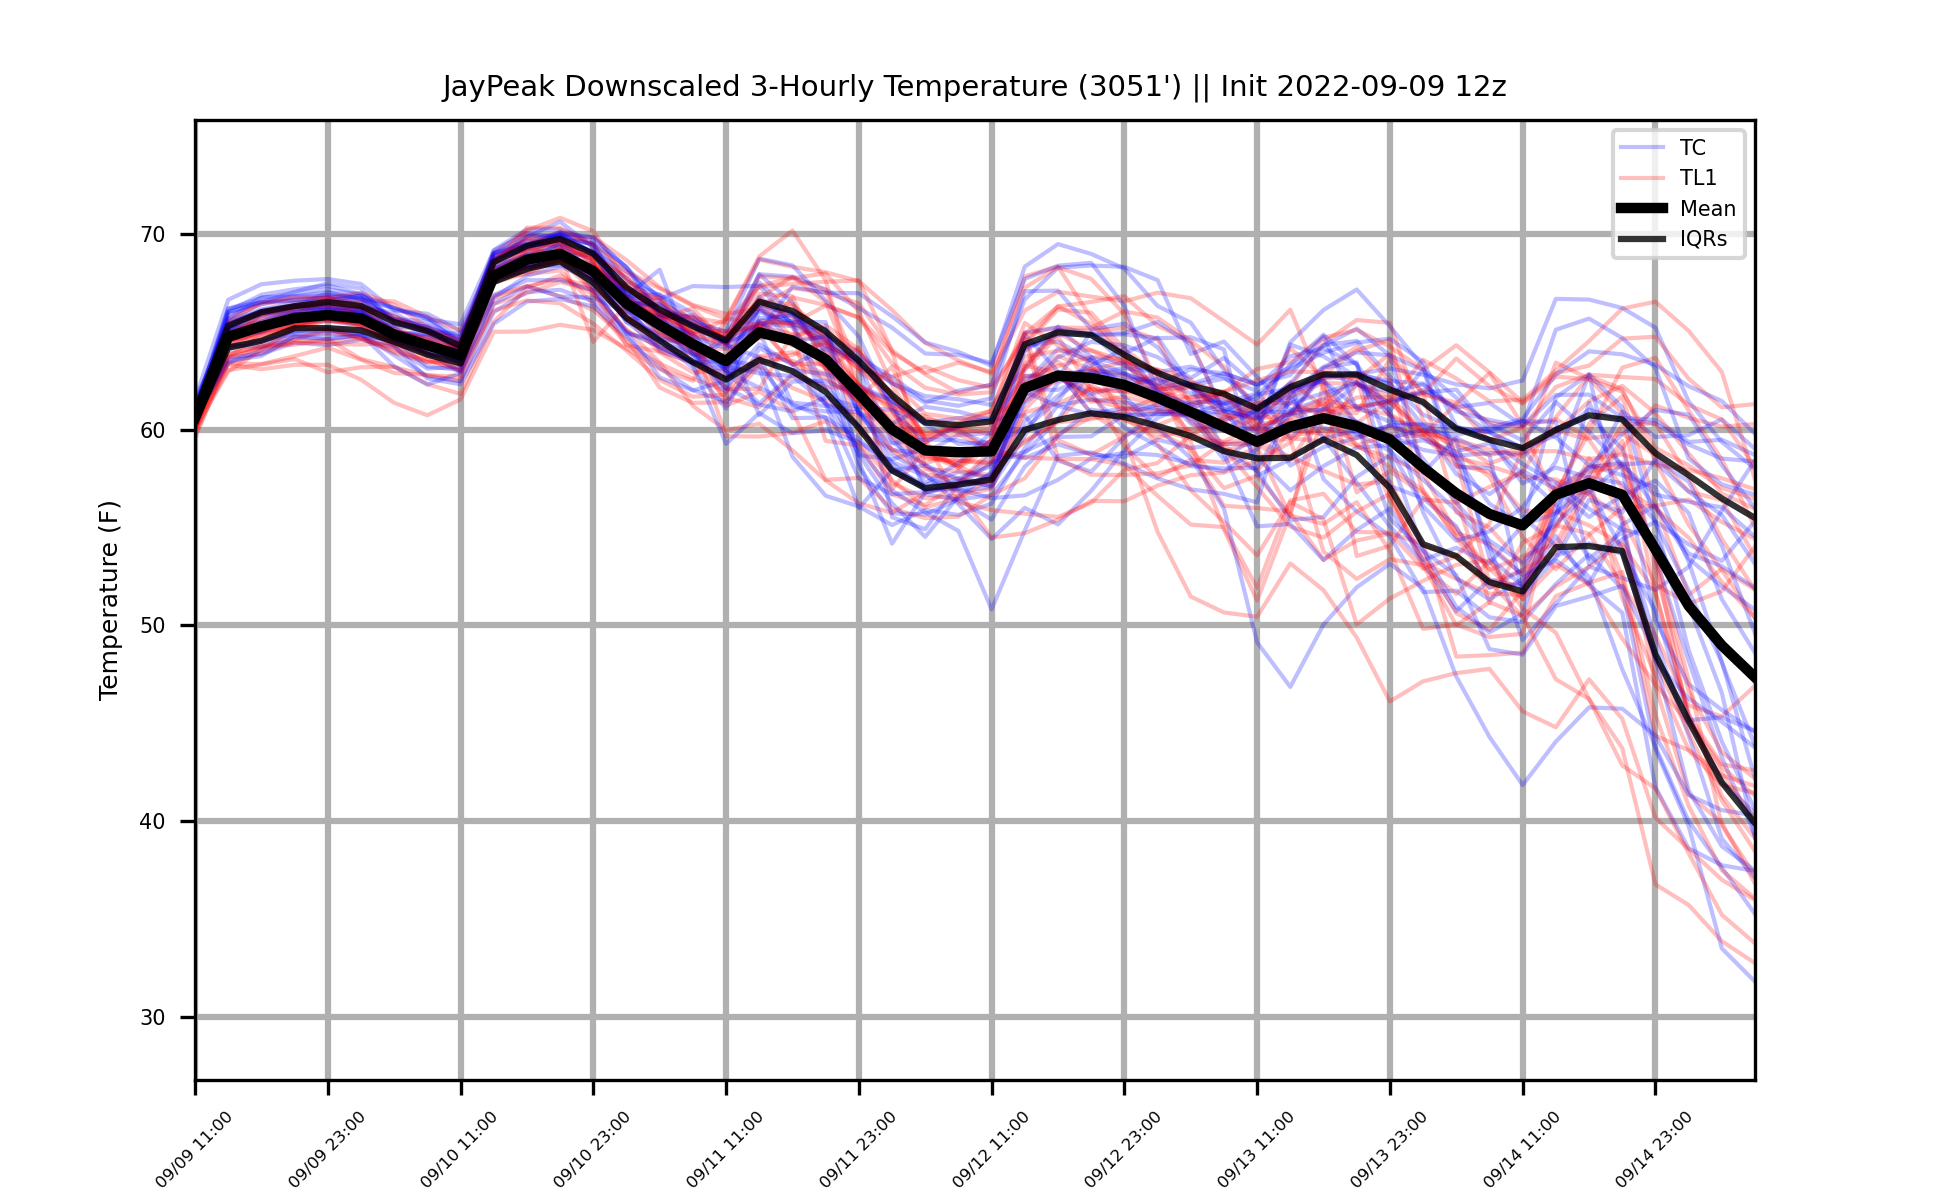 JayPeak Downscaled 3-Hourly Temperature (3051') || Init 2022-09-09 12z
TC
TL1
Mean
IQRs
Temperature (F)
70
60
50
40
30
09/09 11:00
09/09 23:00
09/10 11:00
09/10 23:00
09/11 11:00
09/11 23:00
09/12 11:00
09/12 23:00
09/13 11:00
09/13 23:00
09/14 11:00
09/14 23:00